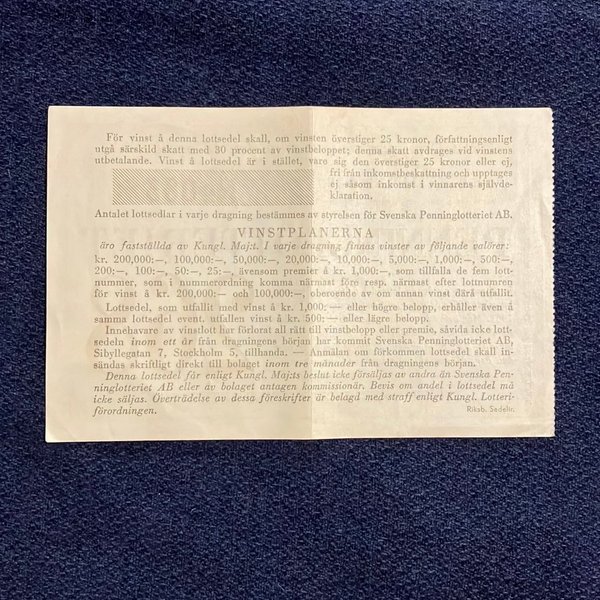 För vinst å denna lottsedel skall, om vinsten överstiger 25 kronor, författningsenligt
utgå särskild skatt med 30 procent av vinstbeloppet; denna skatt avdrages vid vinstens
utbetalande. Vinst å lottsedel är i stället, vare sig den överstiger 25 kronor eller ej,
fri från inkomstbeskattning och upptages
ej såsom inkomst i vinnarens självde-
klaration.
Antalet lottsedlar i varje dragning bestämmes av styrelsen för Svenska Penninglotteriet AB.
VINSTPLANERNA
äro fastställda av Kungl. Maj:t. I varje dragning finnas vinster av följande valörer:
kr. 200,000:—, 100,000:—, 50,000:—, 20,000:—, 10,000:—, 5,000:—, 1,000:—, 500:—,
200:—, 100:—, 50:—, 25:—, ävensom premier å kr. 1,000:—, som tillfalla de fem lott-
nummer, som i nummerordning komma närmast före resp. närmast efter lottnumren
för vinst å kr. 200,000:— och 100,000:—, oberoende av om annan vinst därå utfallit.
Lottsedel, som utfallit med vinst å kr. 1,000:— eller högre belopp, erhåller även å
samma lottsedel event. utfallen vinst å kr. 500:— eller lägre belopp.
Innehavare av vinstlott har förlorat all rätt till vinstbelopp eller premie, såvida icke lott-
sedeln inom ett år från dragningens början har kommit Svenska Penninglotteriet AB,
Sibyllegatan 7, Stockholm 5, tillhanda. — Anmälan om förkommen lottsedel skall in-
sändas skriftligt direkt till bolaget inom tre månader från dragningens början.
Denna lottsedel får enligt Kungl. Maj:ts beslut icke försäljas av andra än Svenska Pen-
ninglotteriet AB eller av bolaget antagen kommissionär. Bevis om andel i lottsedel må
icke säljas. Överträdelse av dessa föreskrifter är belagd med straff enligt Kungl. Lotteri-
förordningen.
Riksb. Sedeltr.